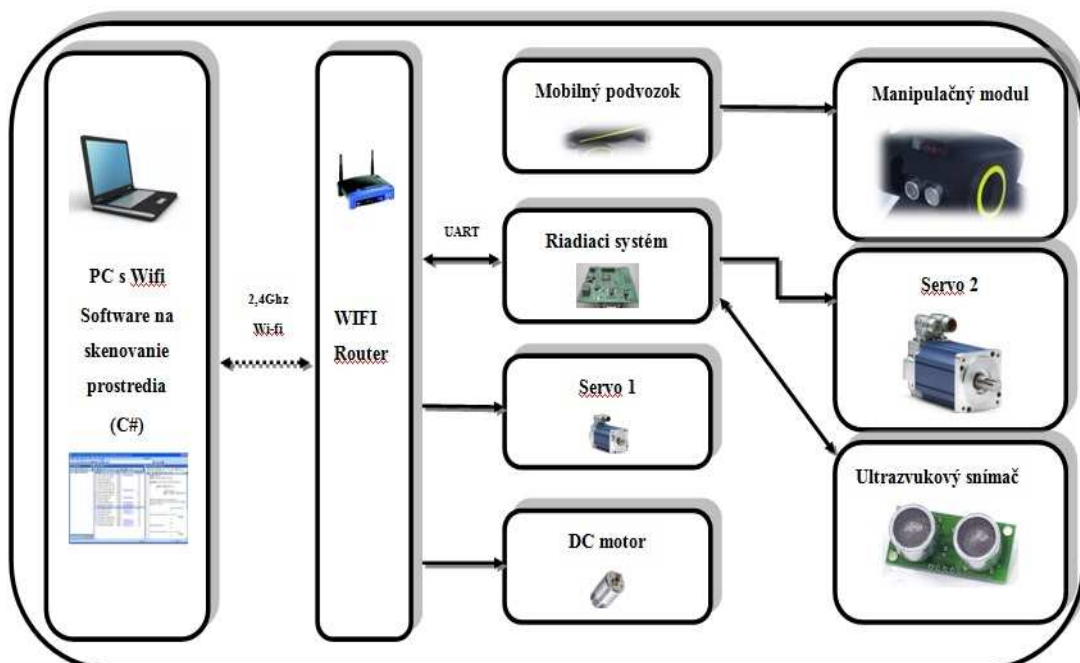 PC s Wifi
Software na
skenovanie
prostredia
(C#)
2,4Ghz
Wi-fi
WIFI
Router
UART
Mobilný podvozok
Riadiaci systém
Servo 1
DC motor
Manipulačný modul
Servo 2
Ultrazvukový snímač